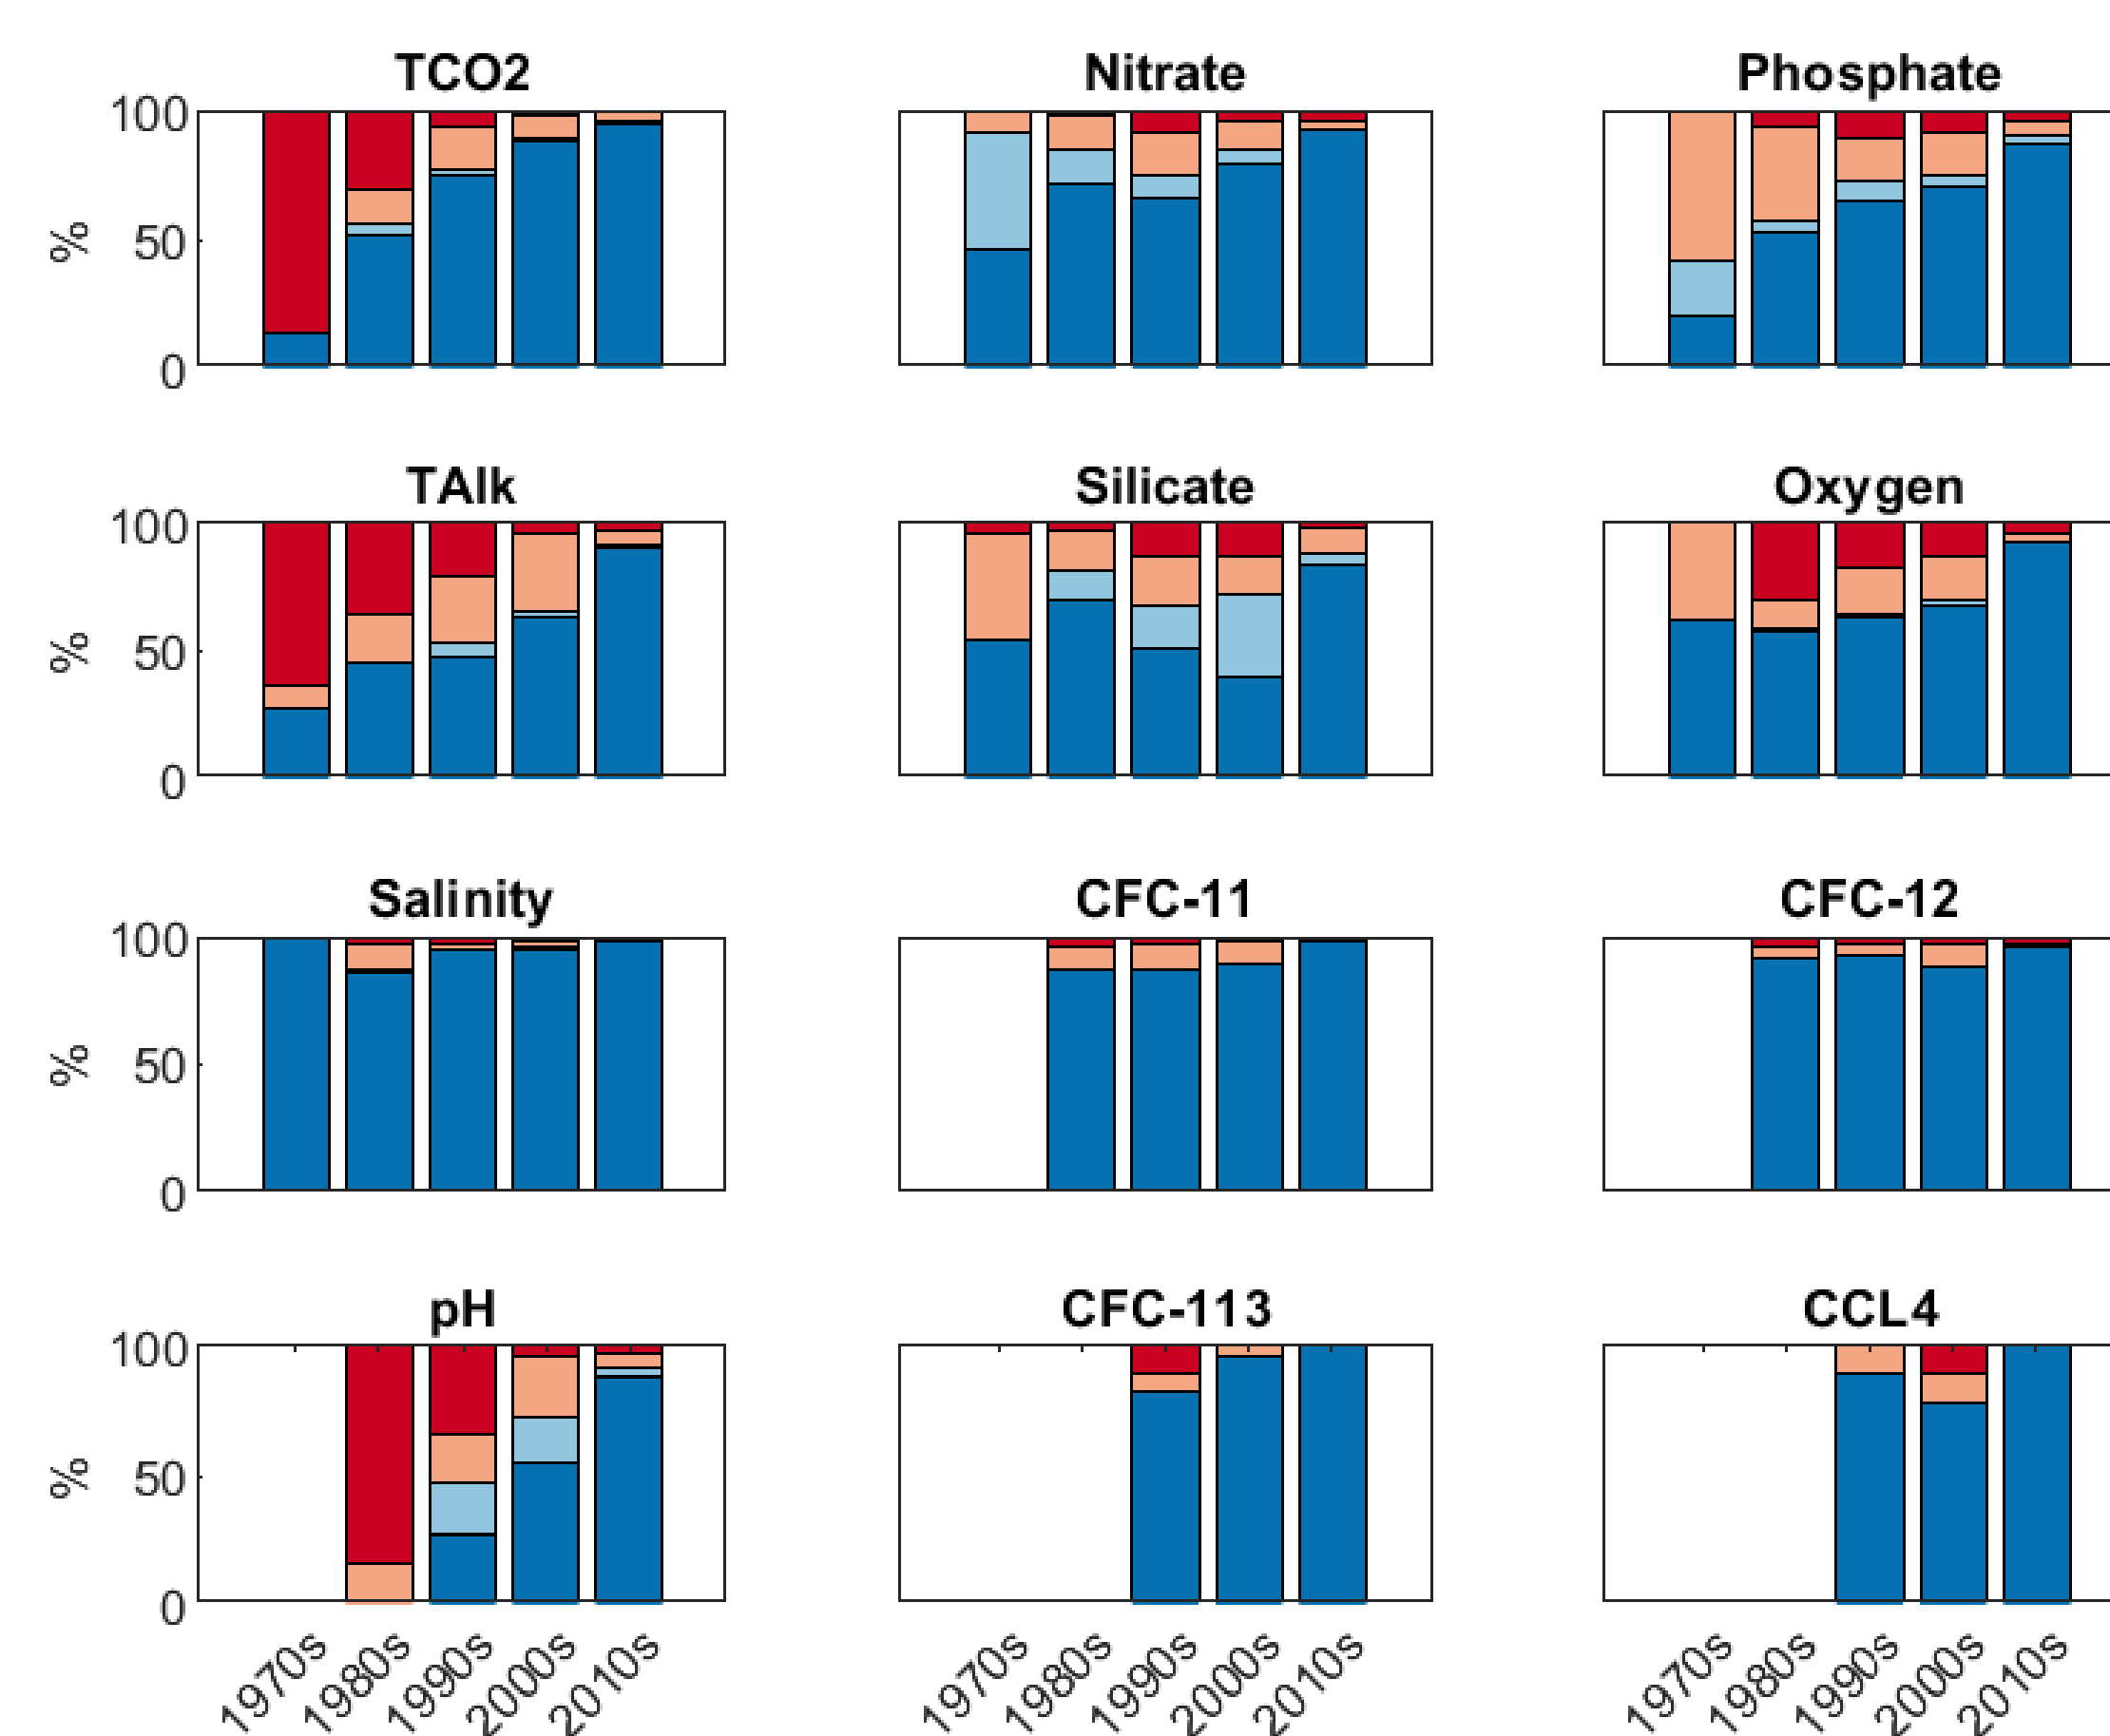 TCO2 Nitrate Phosphate
100
% 50
0
TAlk Silicate Oxygen
100
% 50
0
Salinity CFC-11 CFC-12
100
% 50
0
pH CFC-113 CCL4
100
% 50
0
1970s 1980s 1990s 2000s 2010s 1970s 1980s 1990s 2000s 2010s 1970s 1980s 1990s 2000s 2010s